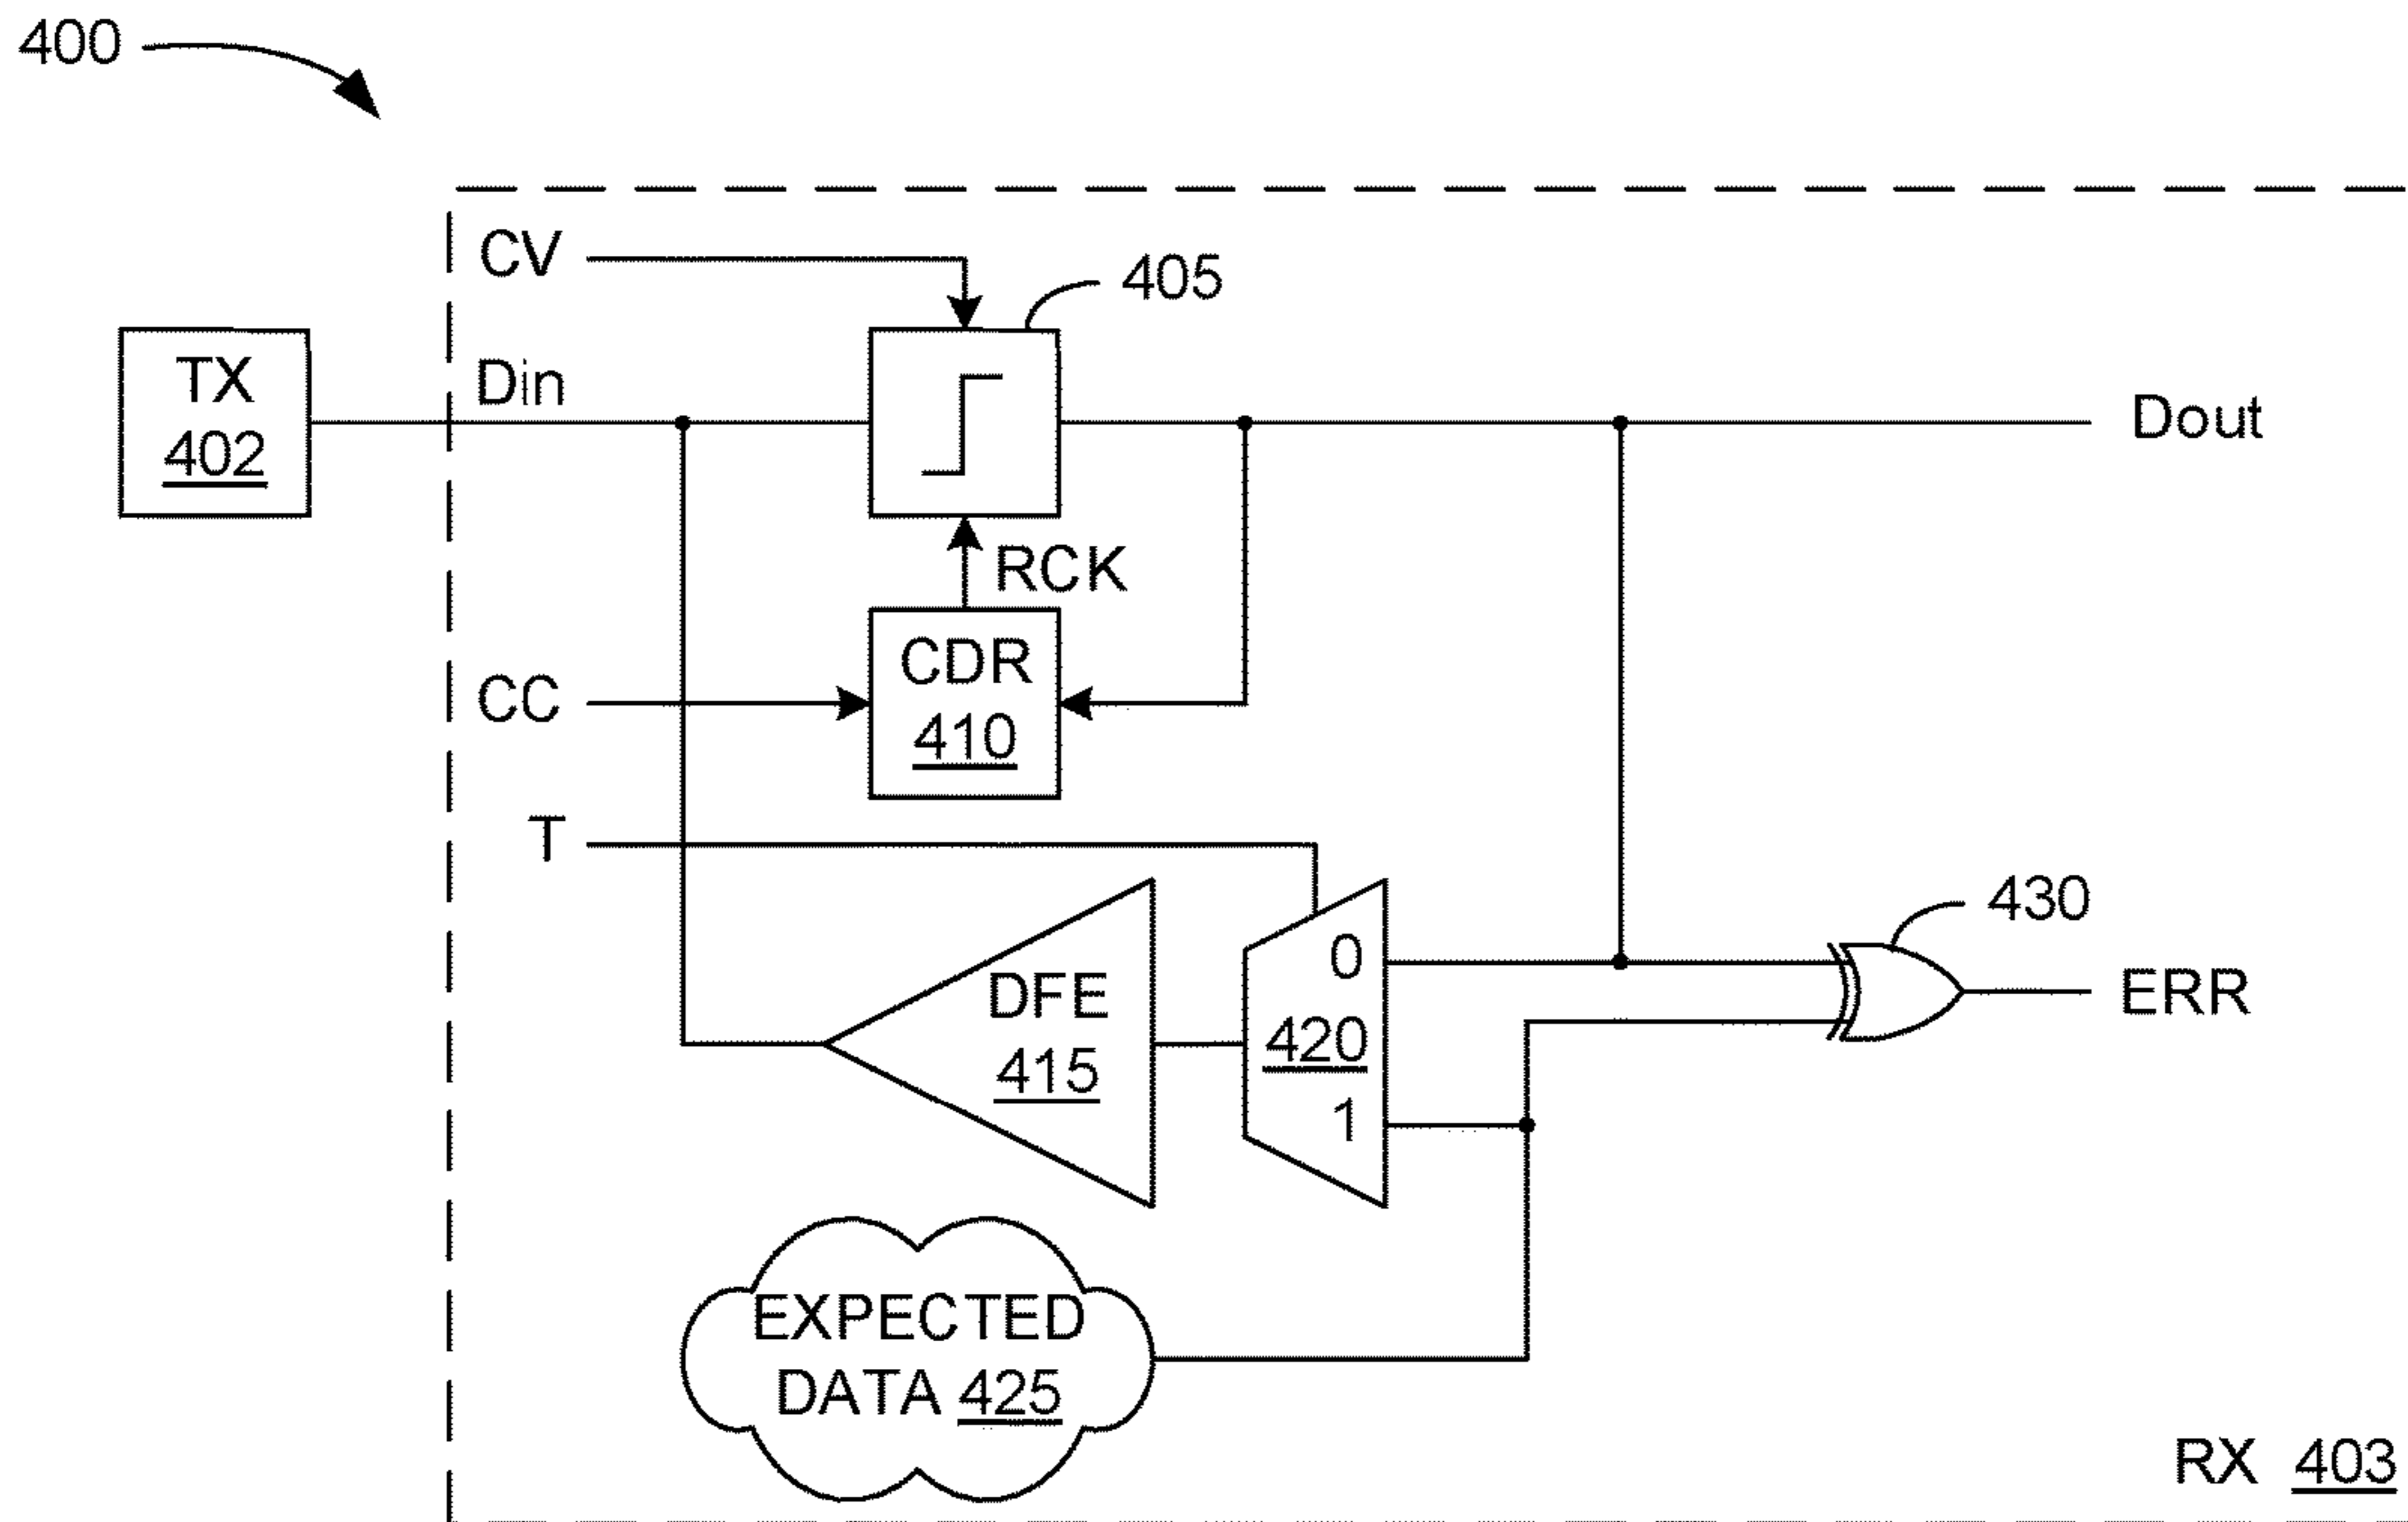 400
CV
405
TX
402
Din
Dout
RCK
CDR
410
CC
T
430
0
DFE
415
420
ERR
1
EXPECTED
DATA 425
RX 403